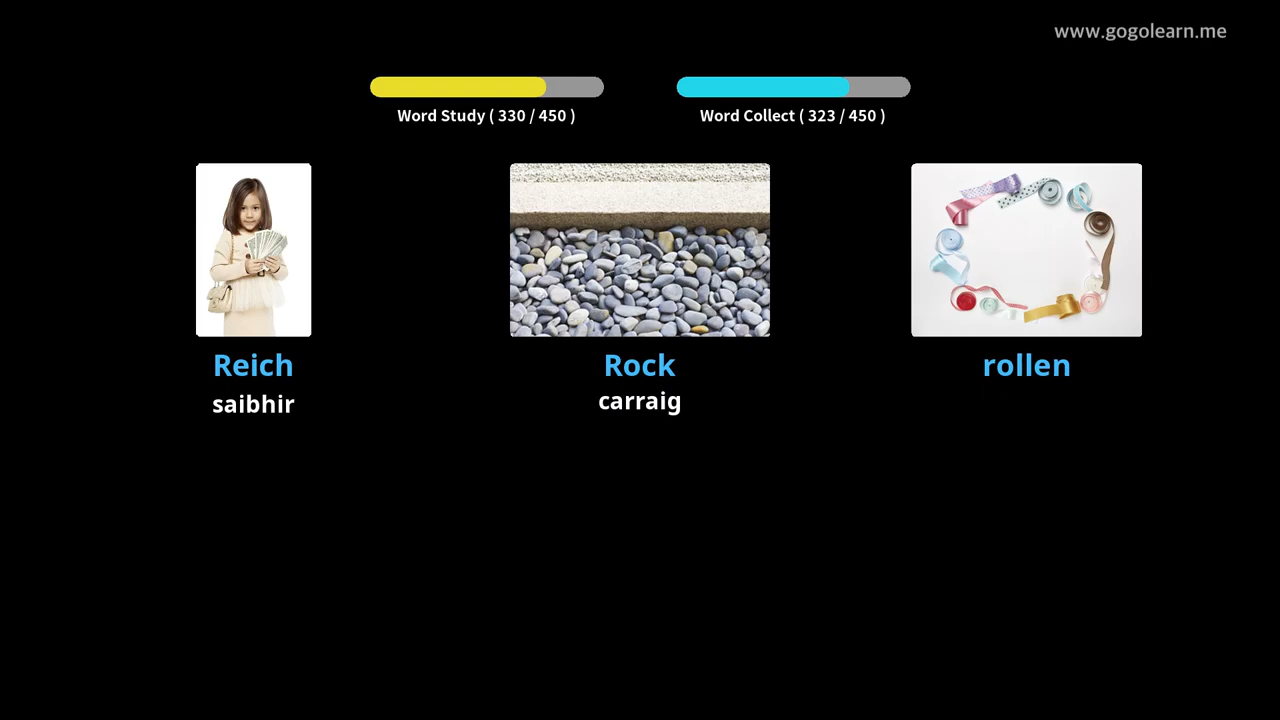 www.gogolearn.me
Word Study ( 330 / 450 )
Word Collect ( 323 / 450 )
Reich
Rock
rollen
saibhir
carraig